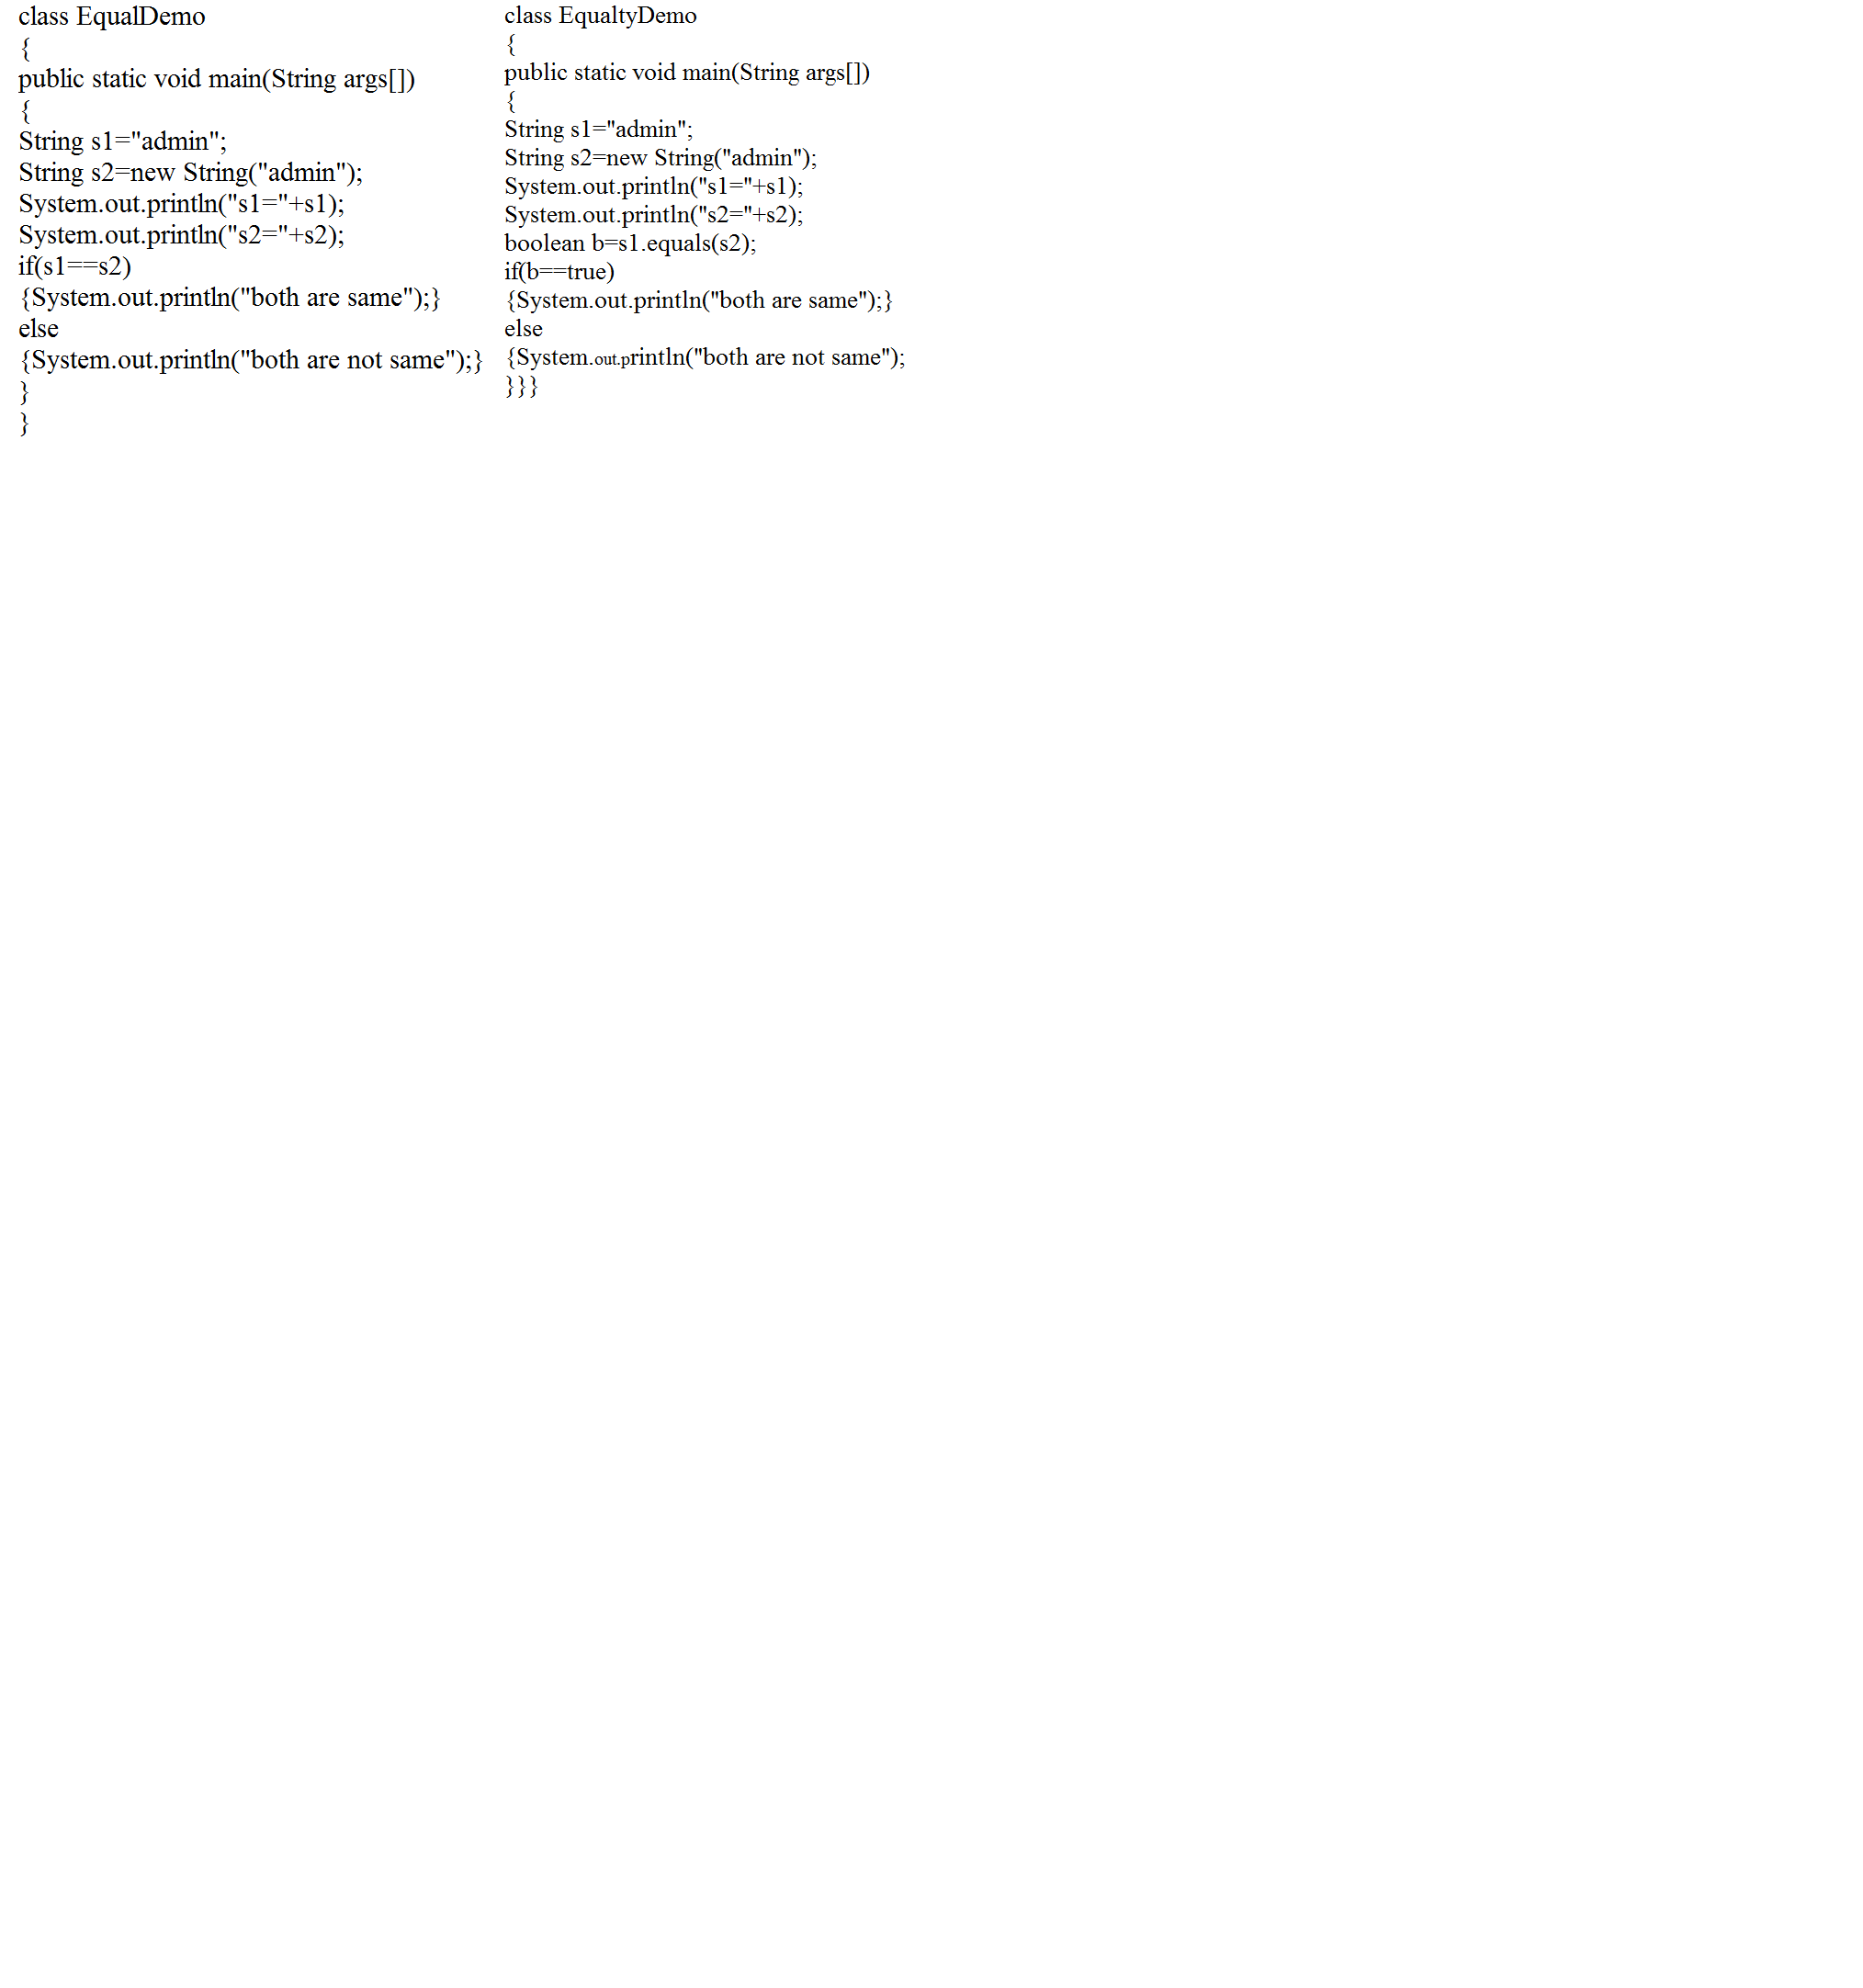 class EqualDemo
{
public static void main(String args[])
{
String s1="admin";
String s2=new String("admin");
System.out.println("s1="+s1);
System.out.println("s2="+s2);
if(s1==s2)
{System.out.println("both are same");}
else
{System.out.println("both are not same");}
}
}
class EqualtyDemo
{
public static void main(String args[])
{
String s1="admin";
String s2=new String("admin");
System.out.println("s1="+s1);
System.out.println("s2="+s2);
boolean b=s1.equals(s2);
if(b==true)
{System.out.println("both are same");}
else
{System.out.println("both are not same");
}}}